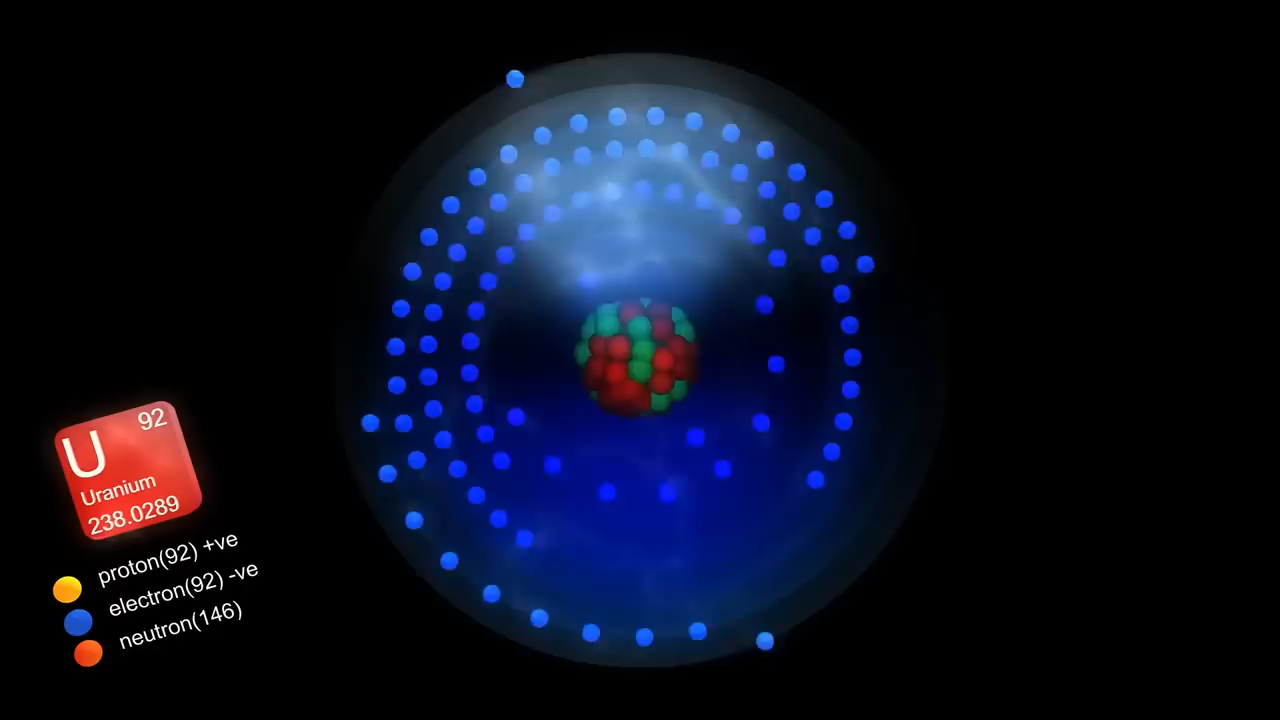 92
U
Uranium
238.0289
proton(92) +ve
electron(92) -ve
neutron(146)